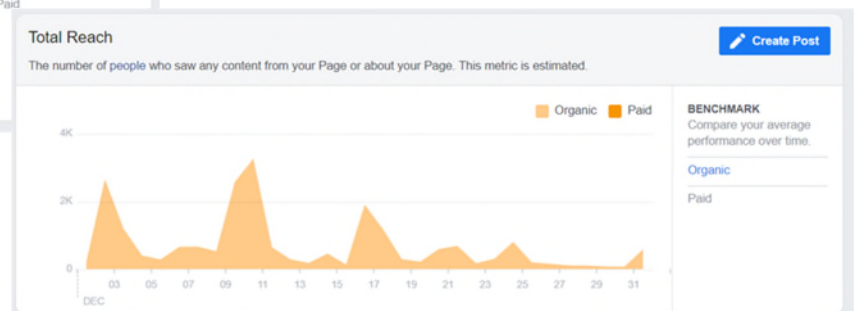 Paid
Total Reach
Create Post
The number of people who saw any content from your Page or about your Page. This metric is estimated.
Organic Paid
BENCHMARK
Compare your average
performance over time.
Organic
Paid
4K
2K
0
03 05 07 09 11 13 15 17 19 21 23 25 27 29 31
DEC